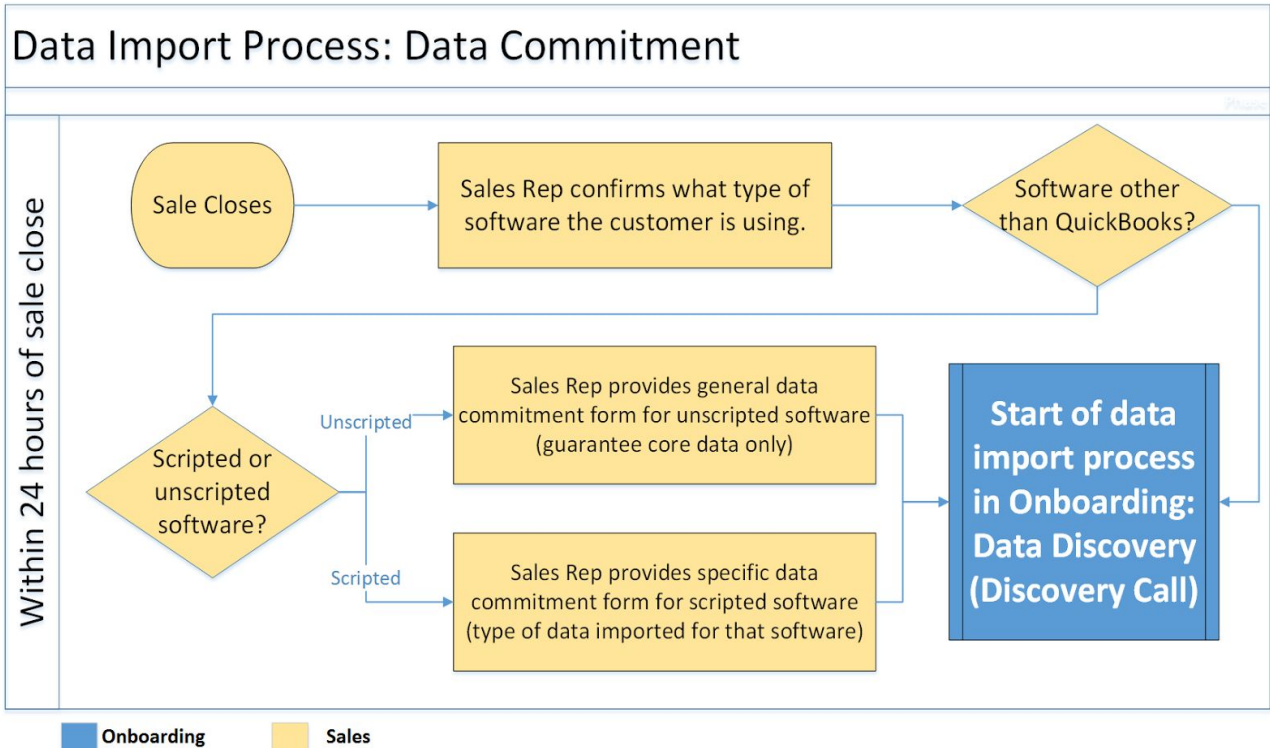 Data Import Process: Data Commitment
Phase
Within 24 hours of sale close
Sale Closes
Sales Rep confirms what type of
software the customer is using.
Software other
than QuickBooks?
Scripted or
unscripted
software?
Unscripted
Sales Rep provides general data
commitment form for unscripted software
(guarantee core data only)
Scripted
Sales Rep provides specific data
commitment form for scripted software
(type of data imported for that software)
Start of data
import process
in Onboarding:
Data Discovery
(Discovery Call)
Onboarding
Sales